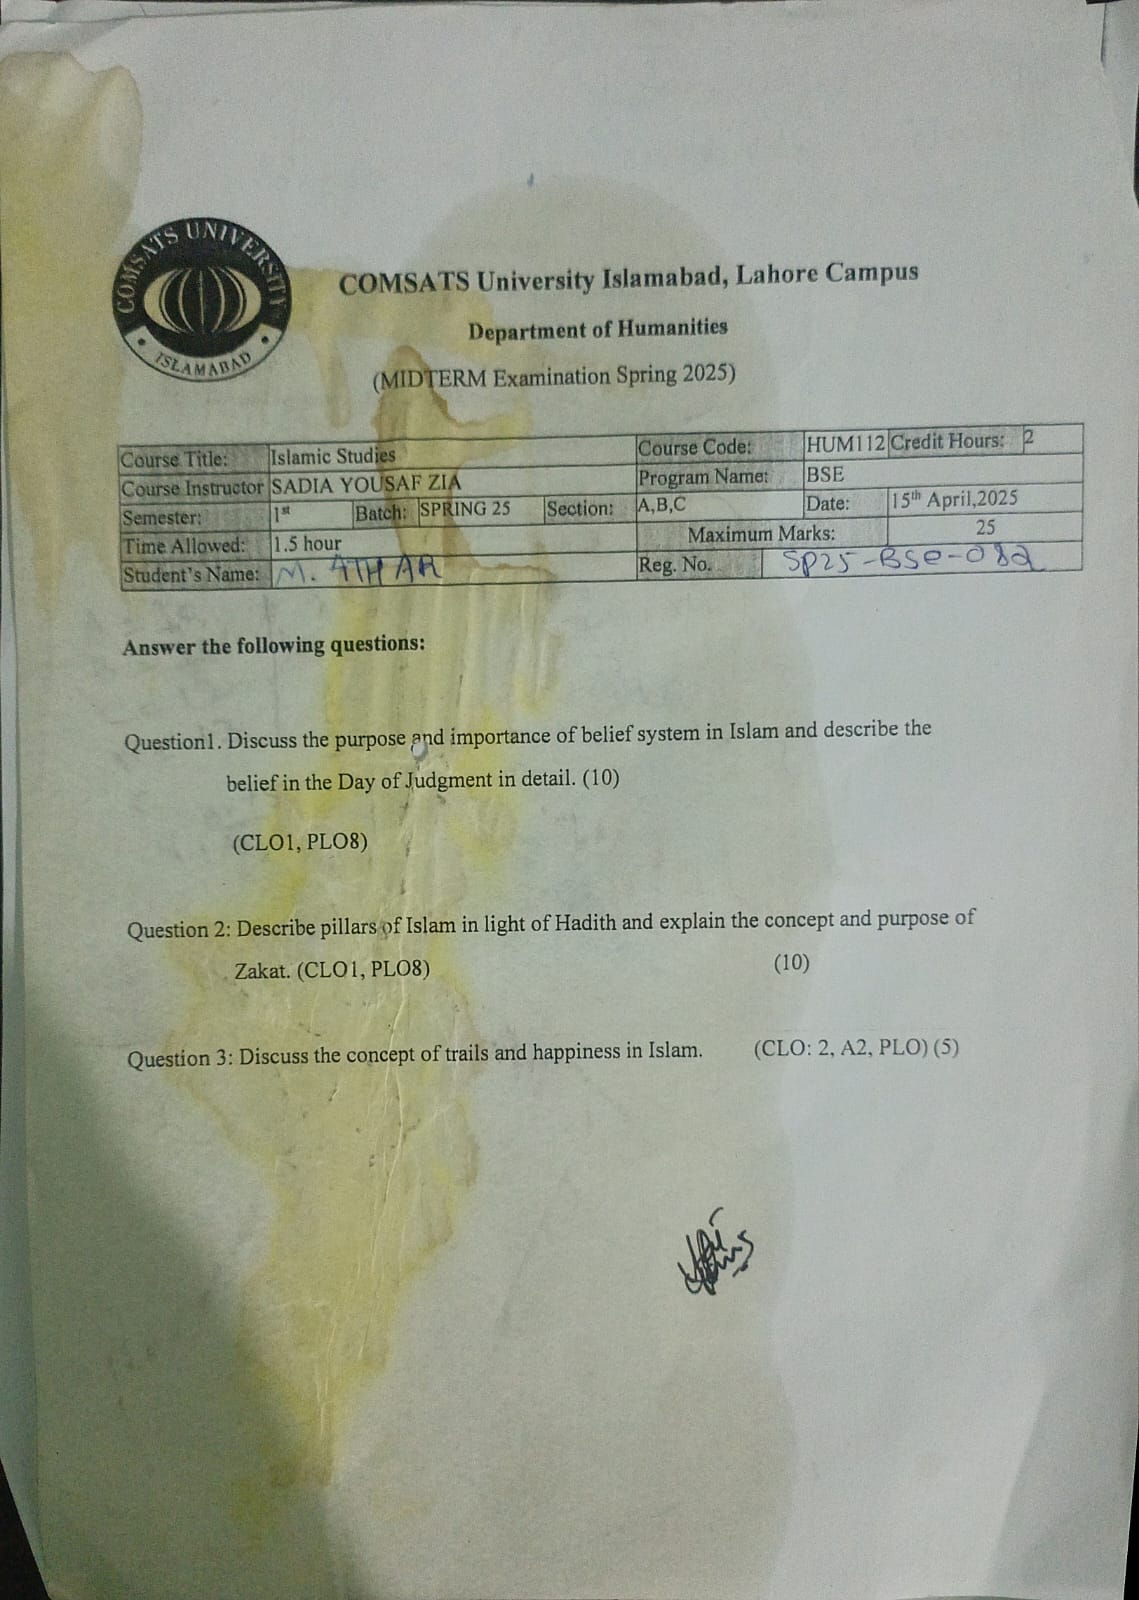 COMSATS UNIVERSITY
ISLAMABAD
COMSATS University Islamabad, Lahore Campus
Department of Humanities
(MIDTERM Examination Spring 2025)
Course Title: Islamic Studies Course Code: HUM112 Credit Hours: 2
Course Instructor SADIA YOUSAF ZIA Program Name: BSE
Semester: 1st Batch: SPRING 25 Section: A,B,C Date: 15th April,2025
Time Allowed: 1.5 hour Maximum Marks: 25
Student's Name: M. ATHAR Reg. No. SP25-BSe-082
Answer the following questions:
Question1. Discuss the purpose and importance of belief system in Islam and describe the
belief in the Day of Judgment in detail. (10)
(CLO1, PLO8)
Question 2: Describe pillars of Islam in light of Hadith and explain the concept and purpose of
Zakat. (CLO1, PLO8) (10)
Question 3: Discuss the concept of trails and happiness in Islam. (CLO: 2, A2, PLO) (5)